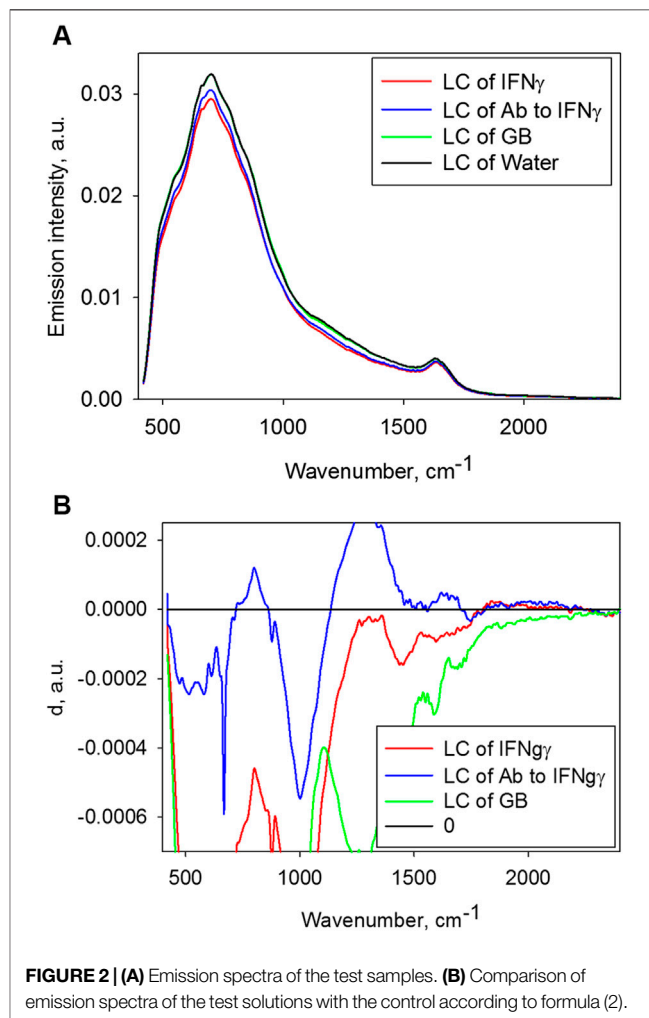 A
Emission intensity, a.u.
0.03
0.02
0.01
0.00
LC of IFNγ
LC of Ab to IFNγ
LC of GB
LC of Water
500 1000 1500 2000
Wavenumber, cm-1
B
d, a.u.
0.0002
0.0000
-0.0002
-0.0004
-0.0006
LC of IFNgγ
LC of Ab to IFNgγ
LC of GB
0
500 1000 1500 2000
Wavenumber, cm-1
FIGURE 2 | (A) Emission spectra of the test samples. (B) Comparison of
emission spectra of the test solutions with the control according to formula (2).